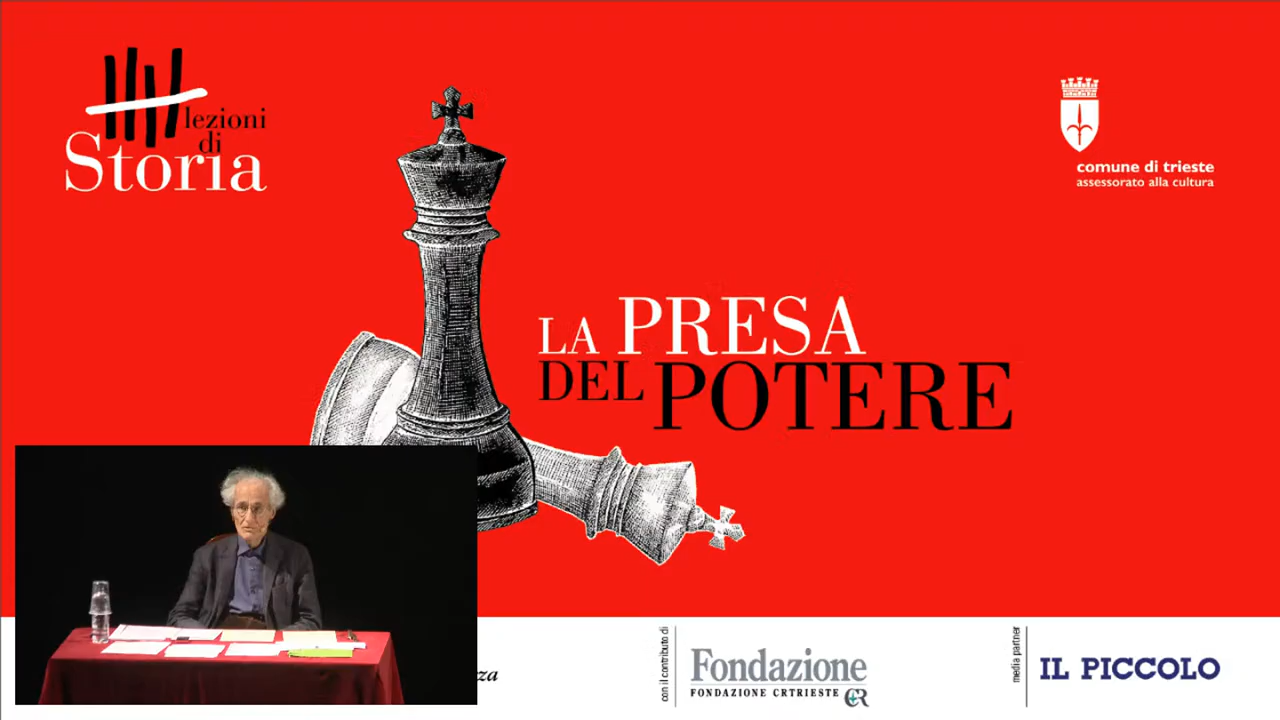 lezioni
di
Storia
comune di trieste
assessorato alla cultura
LA PRESA
DEL POTERE
con il contributo di
Fondazione
FONDAZIONE CRTRIESTE
CR
media partner
IL PICCOLO